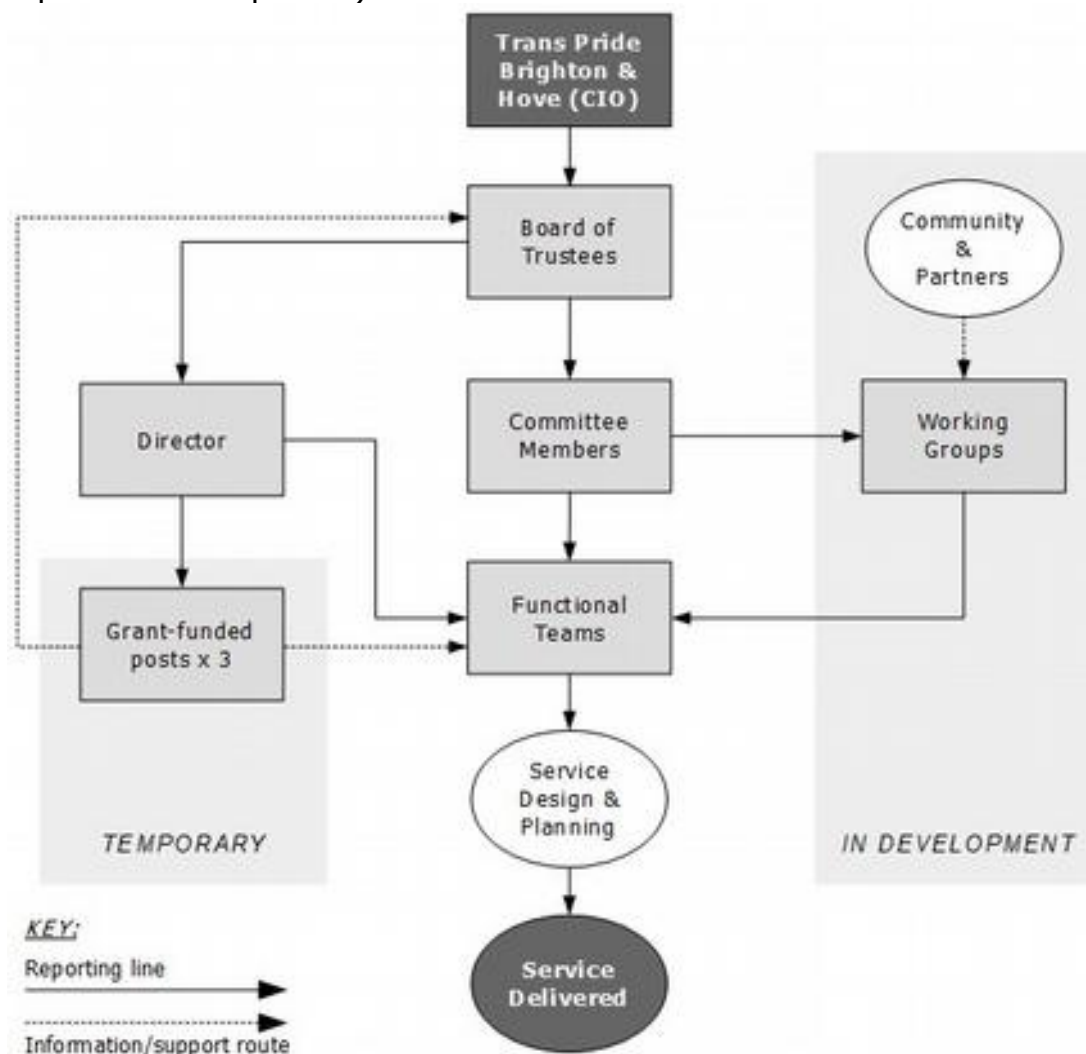 Trans Pride
Brighton &
Hove (CIO)
Board of
Trustees
Community
&
Partners
Director
Committee
Members
Working
Groups
Grant-funded
posts x 3
Functional
Teams
Service
Design &
Planning
TEMPORARY
IN DEVELOPMENT
Service
Delivered
KEY:
Reporting line
Information/support route